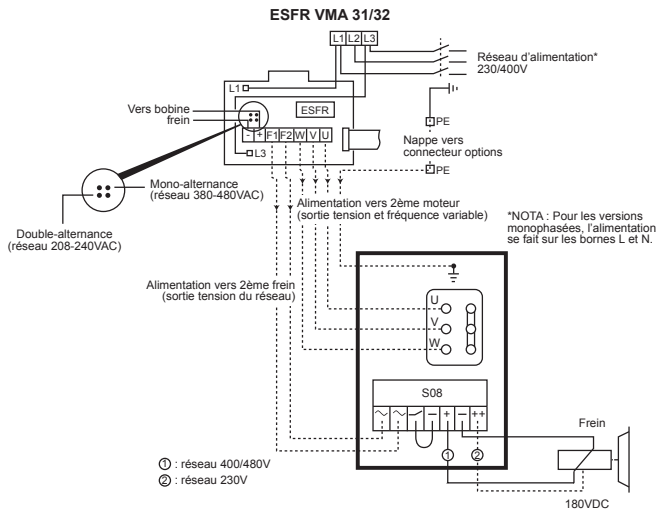 ESFR VMA 31/32
L1 L2 L3
Réseau d'alimentation*
230/400V
L1
ESFR
Vers bobine
frein
- + F1 F2 W V U
L3
PE
Nappe vers
connecteur options
PE
Mono-alternance
(réseau 380-480VAC)
Double-alternance
(réseau 208-240VAC)
Alimentation vers 2ème moteur
(sortie tension et fréquence variable)
*NOTA : Pour les versions
monophasées, l'alimentation
se fait sur les bornes L et N.
Alimentation vers 2ème frein
(sortie tension du réseau)
U
V
W
S08
+ – ++
Frein
1 2
① : réseau 400/480V
② : réseau 230V
180VDC